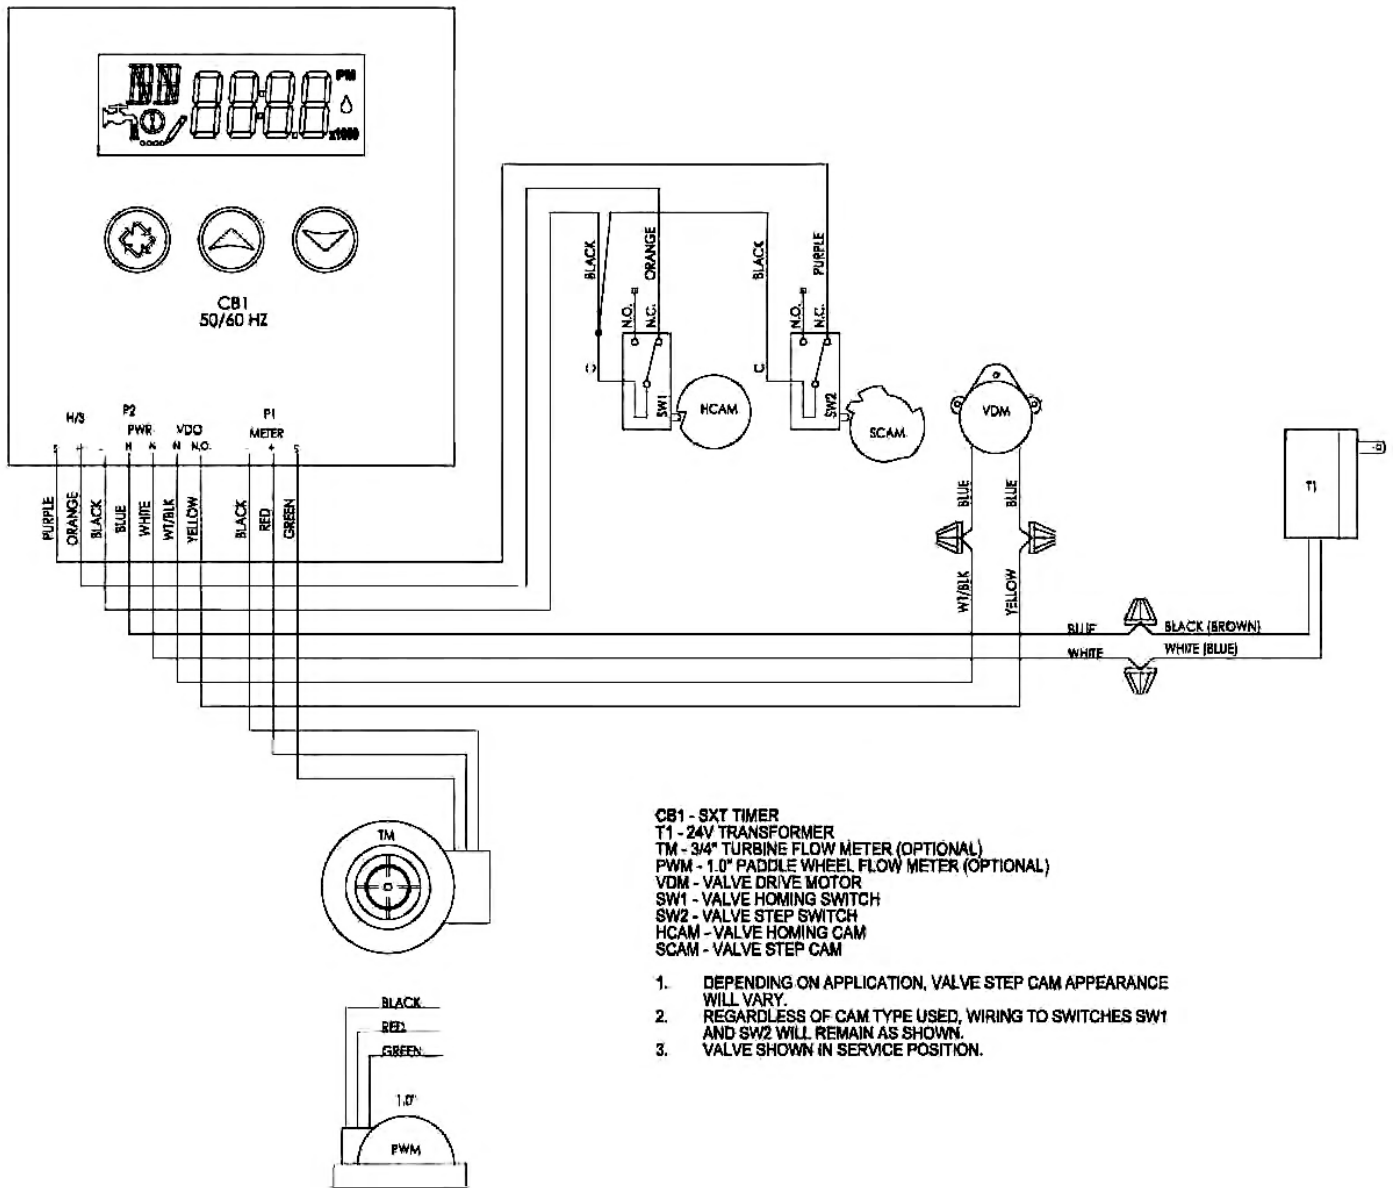 PM
x1000
CB1
50/60 HZ
H/S
P2
PWR
VDO
P1
METER
S
+
-
H
N
N
N.O.
-
+
S
PURPLE
ORANGE
BLACK
BLUE
WHITE
WT/BLK
YELLOW
BLACK
RED
GREEN
BLACK
ORANGE
N.O.
N.C.
C
SW1
HCAM
BLACK
PURPLE
N.O.
N.C.
C
SW2
SCAM
VDM
BLUE
BLUE
WT/BLK
YELLOW
T1
BLUE
BLACK (BROWN)
WHITE
WHITE (BLUE)
TM
BLACK
RED
GREEN
1.0"
PWM
CB1 - SXT TIMER
T1 - 24V TRANSFORMER
TM - 3/4" TURBINE FLOW METER (OPTIONAL)
PWM - 1.0" PADDLE WHEEL FLOW METER (OPTIONAL)
VDM - VALVE DRIVE MOTOR
SW1 - VALVE HOMING SWITCH
SW2 - VALVE STEP SWITCH
HCAM - VALVE HOMING CAM
SCAM - VALVE STEP CAM
1. DEPENDING ON APPLICATION, VALVE STEP CAM APPEARANCE
WILL VARY.
2. REGARDLESS OF CAM TYPE USED, WIRING TO SWITCHES SW1
AND SW2 WILL REMAIN AS SHOWN.
3. VALVE SHOWN IN SERVICE POSITION.